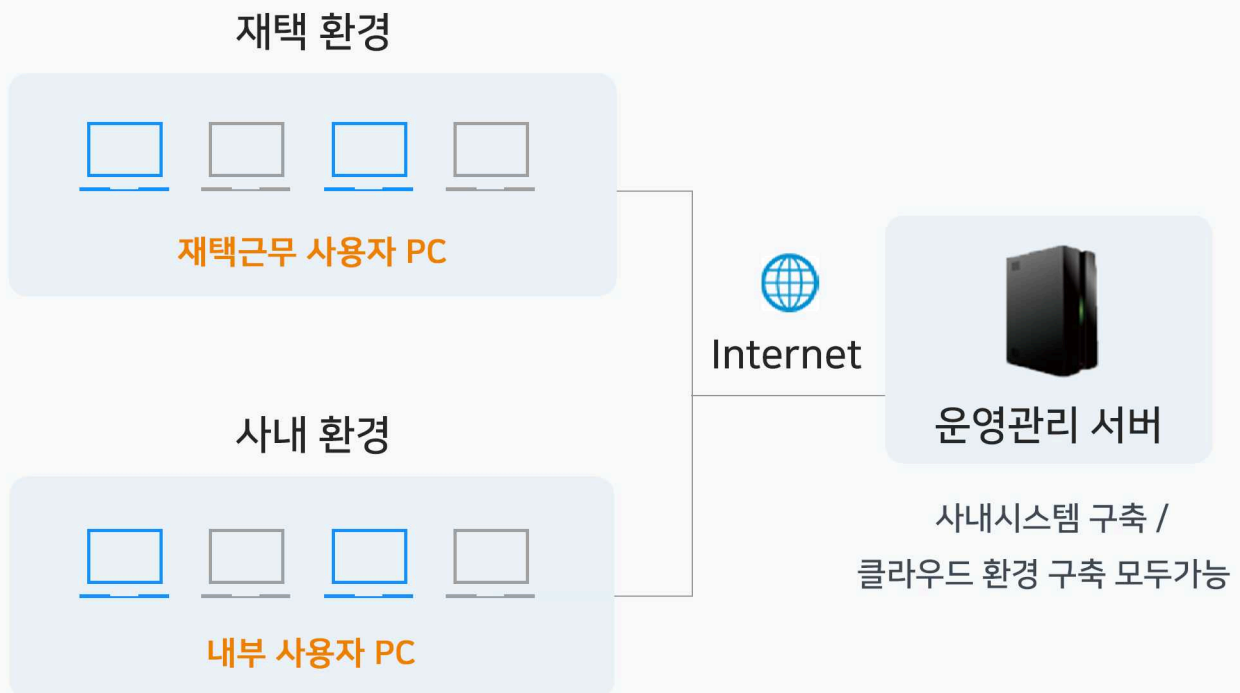 재택 환경
재택근무 사용자 PC
Internet
사내 환경
내부 사용자 PC
운영관리 서버
사내시스템 구축 /
클라우드 환경 구축 모두가능